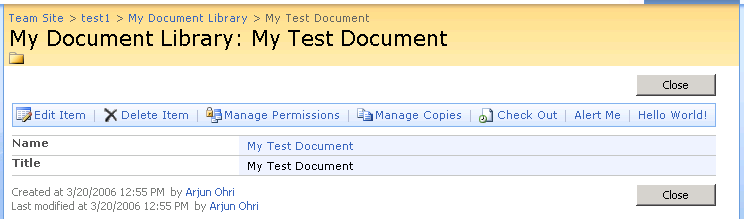 Team Site > test1 > My Document Library > My Test Document
My Document Library: My Test Document
Close
Edit Item | Delete Item | Manage Permissions | Manage Copies | Check Out | Alert Me | Hello World!
Name My Test Document
Title My Test Document
Created at 3/20/2006 12:55 PM by Arjun Ohri
Close
Last modified at 3/20/2006 12:55 PM by Arjun Ohri